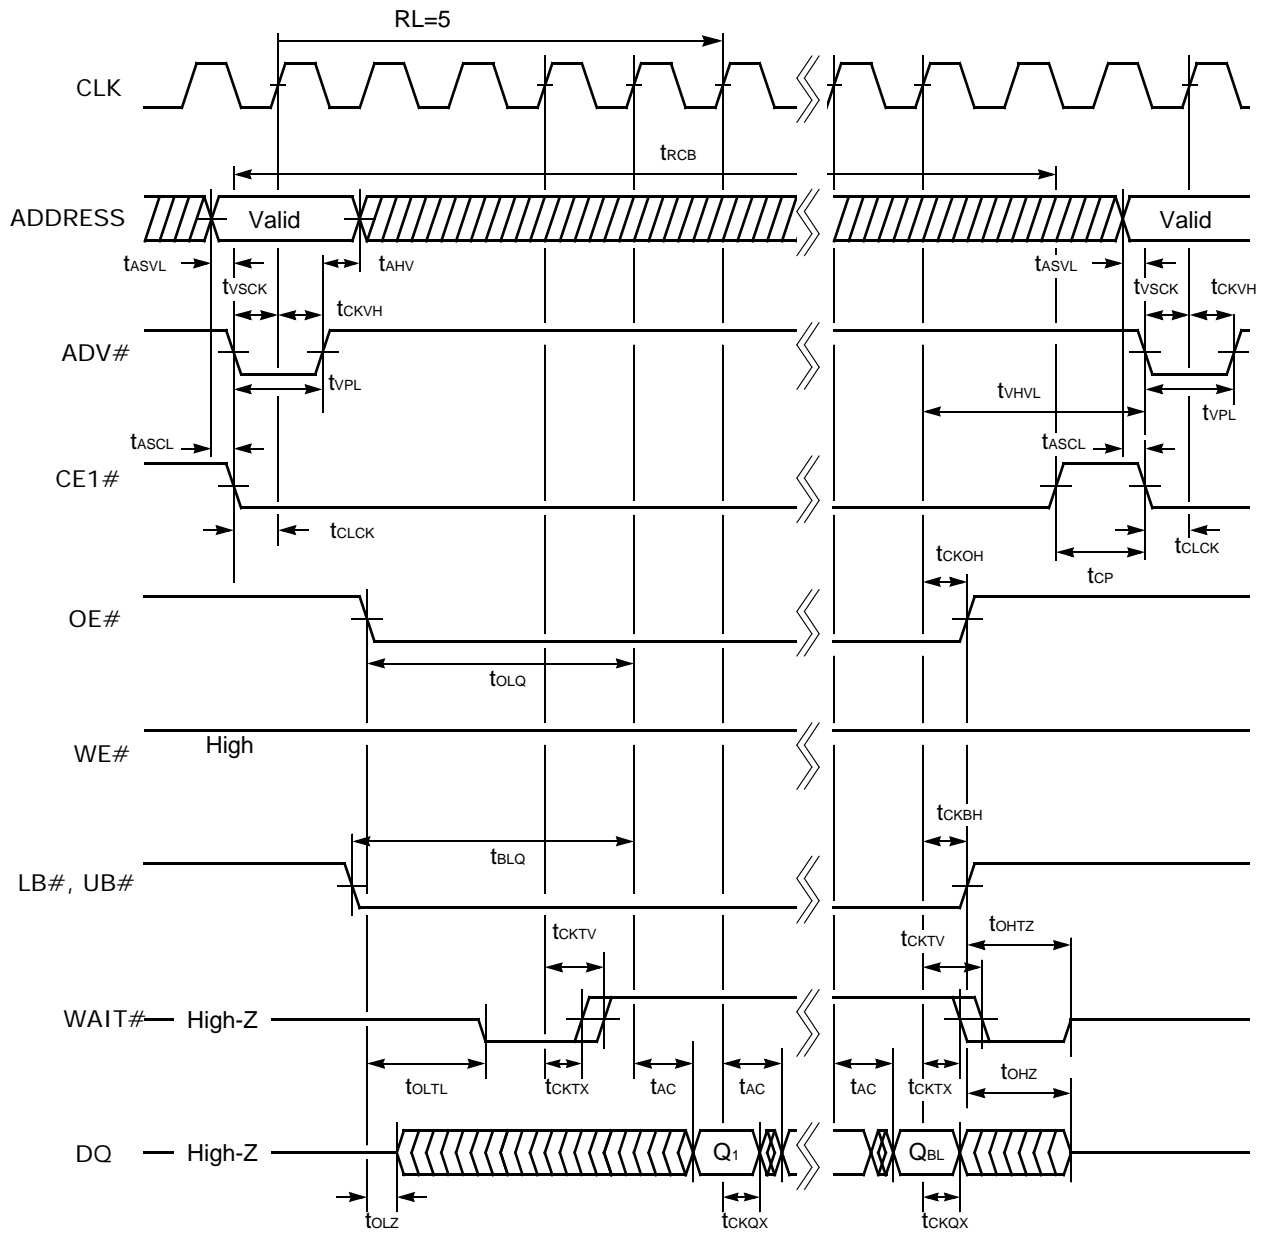 RL=5
CLK
tRCB
ADDRESS
Valid
Valid
tASVL
tAHV
tASVL
tVSCK
tVSCK
tCKVH
tCKVH
ADV#
tVPL
tVHVL
tVPL
tASCL
tASCL
CE1#
tCLCK
tCLCK
tCKOH
tCP
OE#
tOLQ
WE#
High
tCKBH
tBLQ
LB#, UB#
tCKTV
tCKTV
tOHTZ
WAIT#
High-Z
tOLTL
tCKTX
tAC
tAC
tAC
tCKTX
tOHZ
DQ
High-Z
Q1
QBL
tOLZ
tCKQX
tCKQX